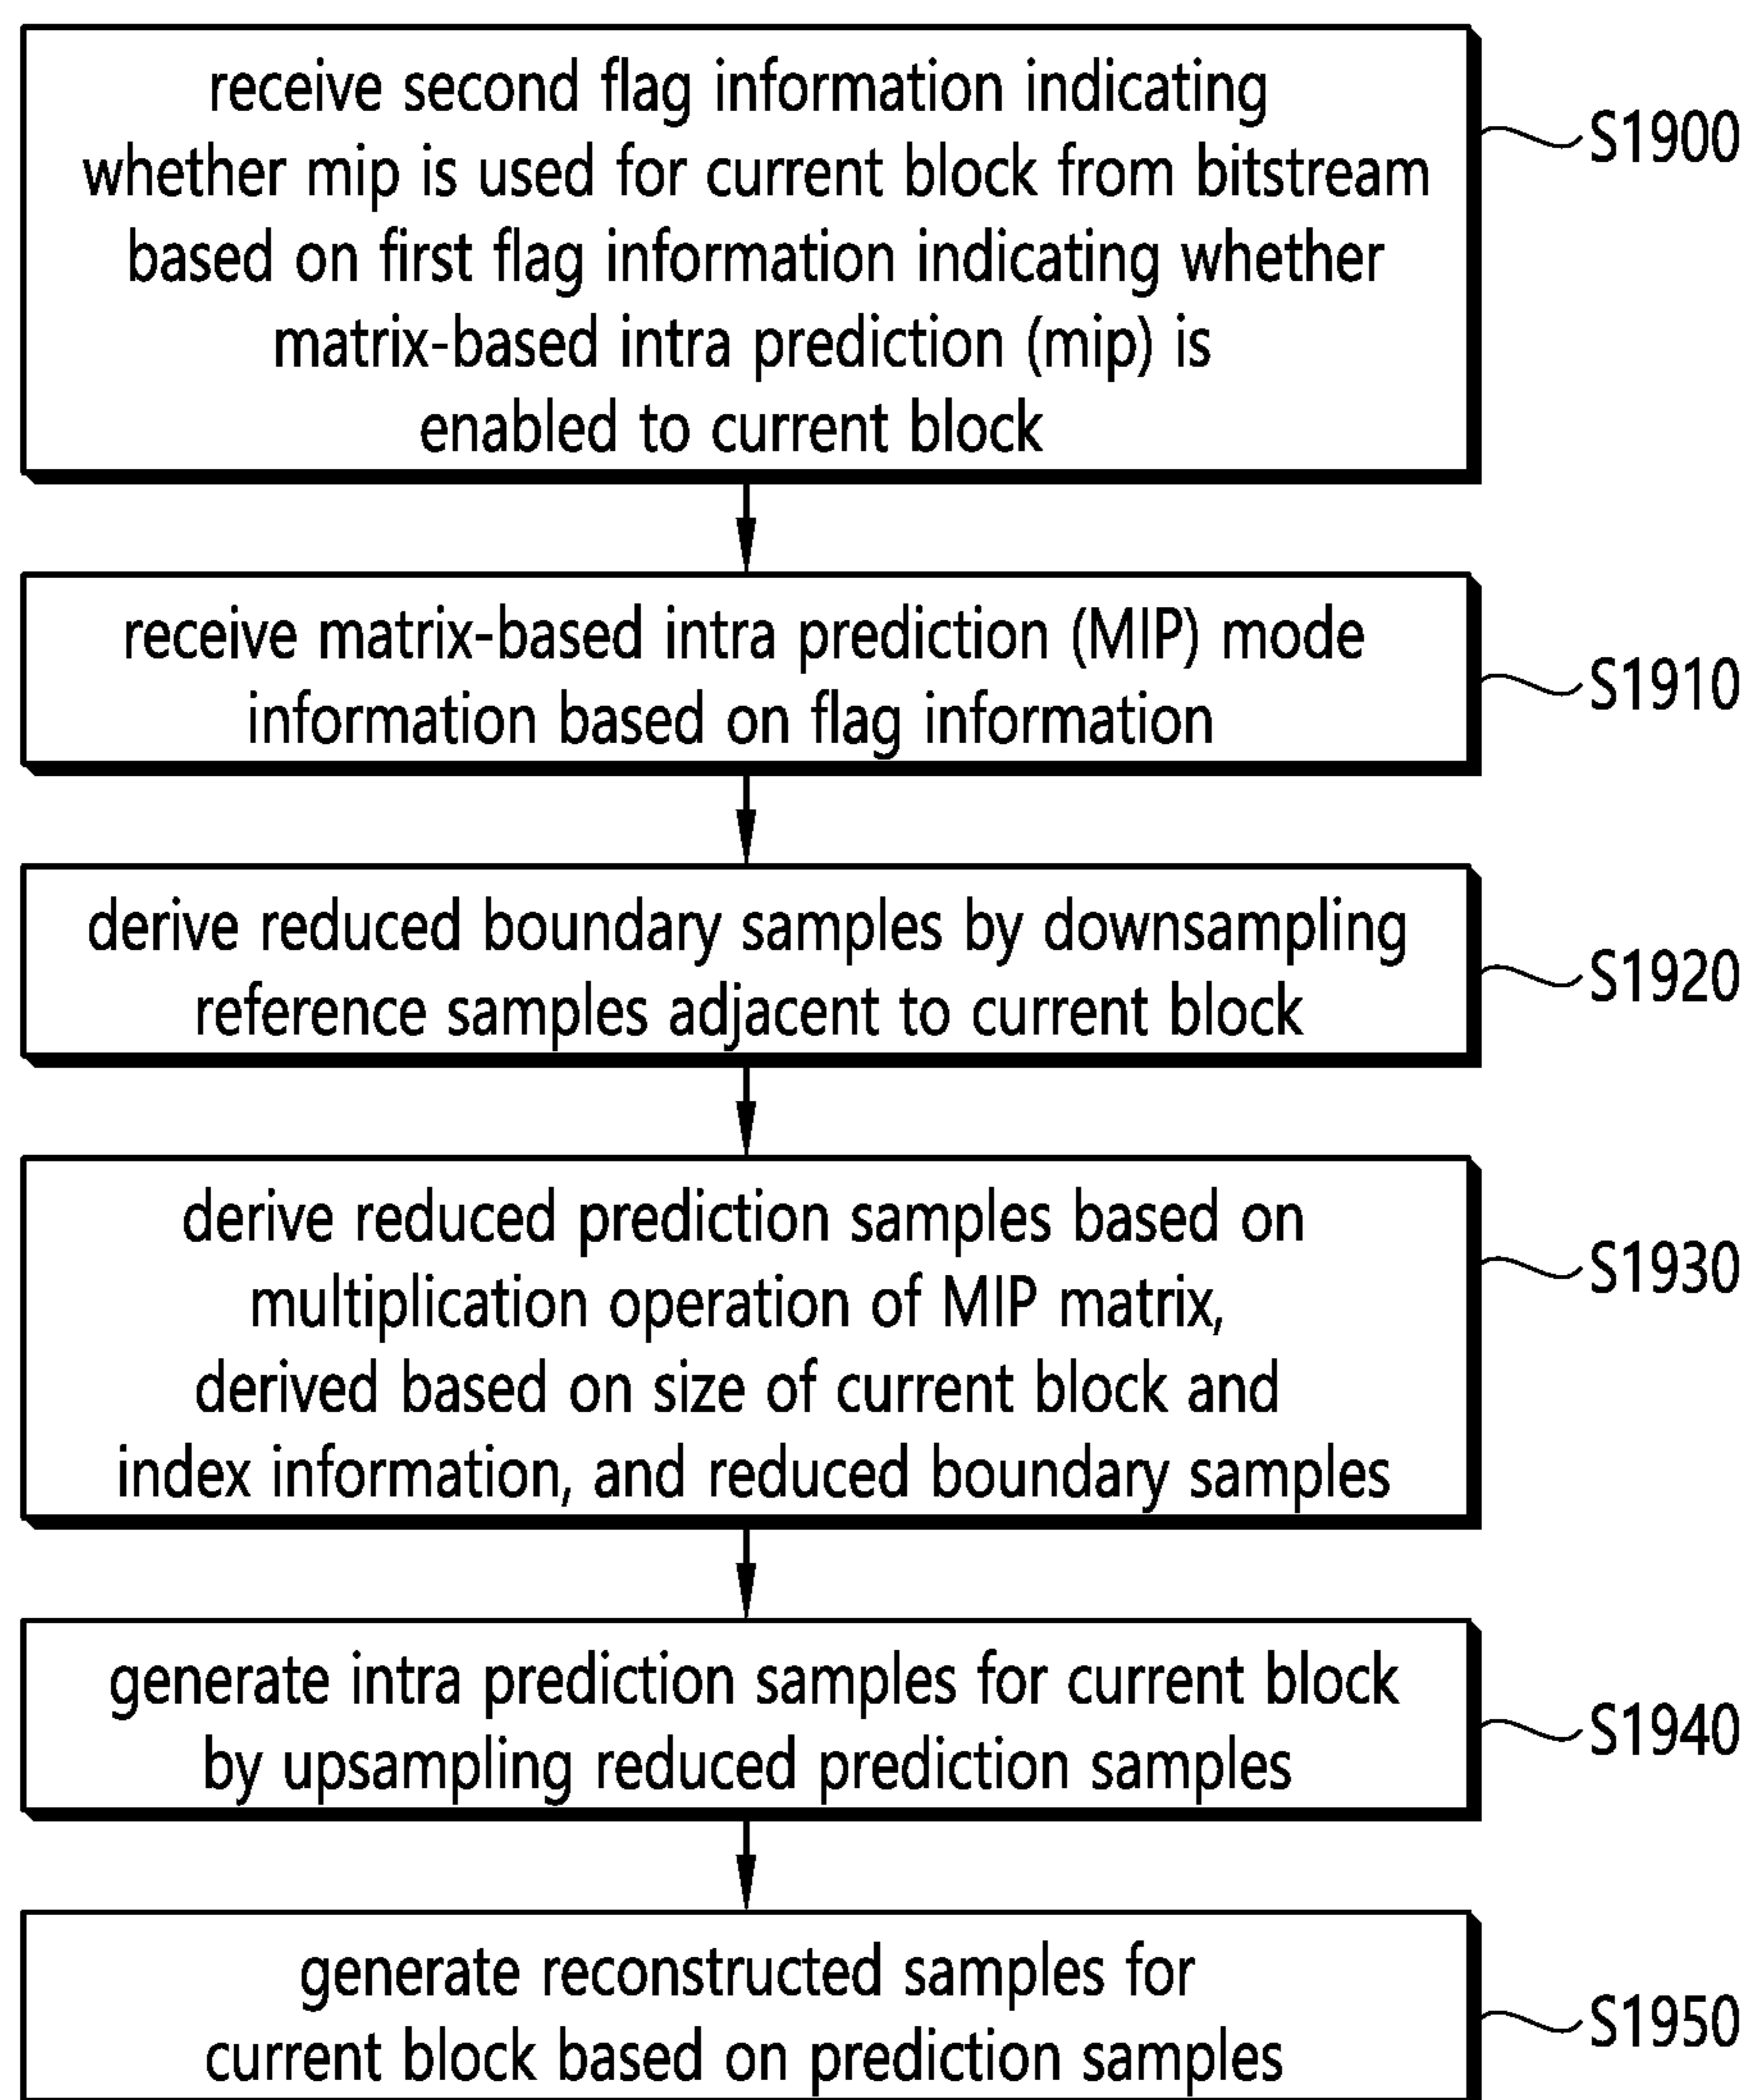 receive second flag information indicating
whether mip is used for current block from bitstream
based on first flag information indicating whether
matrix-based intra prediction (mip) is
enabled to current block
S1900
receive matrix-based intra prediction (MIP) mode
information based on flag information
S1910
derive reduced boundary samples by downsampling
reference samples adjacent to current block
S1920
derive reduced prediction samples based on
multiplication operation of MIP matrix,
derived based on size of current block and
index information, and reduced boundary samples
S1930
generate intra prediction samples for current block
by upsampling reduced prediction samples
S1940
generate reconstructed samples for
current block based on prediction samples
S1950